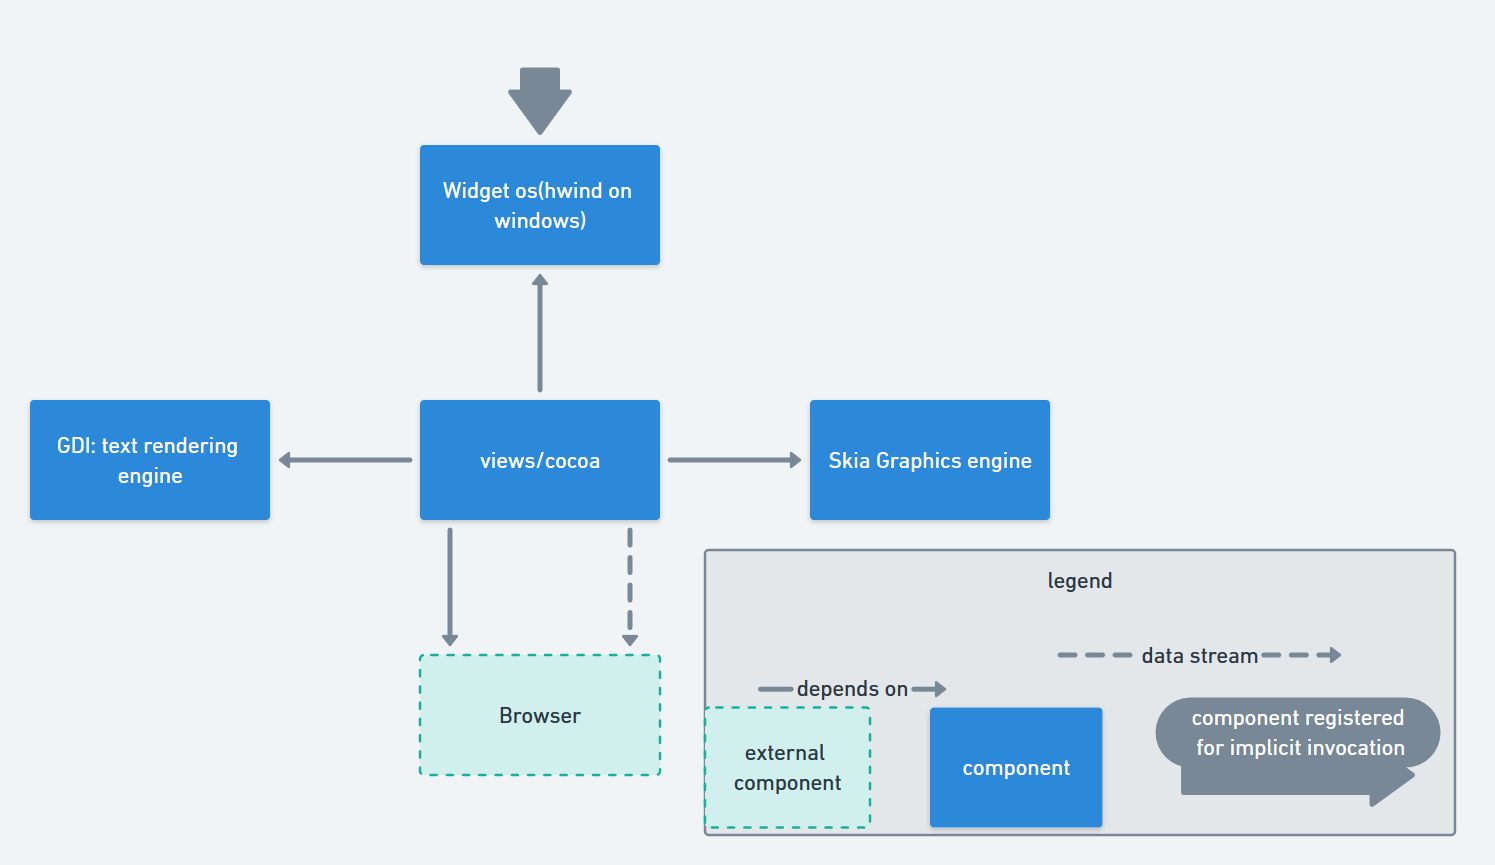 Widget os(hwind on
windows)
GDI: text rendering
engine
views/cocoa
Skia Graphics engine
Browser
legend
data stream
depends on
external
component
component
component registered
for implicit invocation